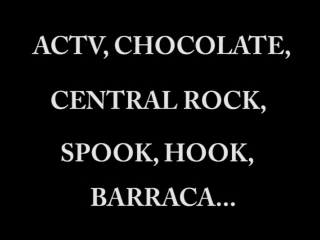 ACTV, CHOCOLATE,
CENTRAL ROCK,
SPOOK, HOOK,
BARRACA...